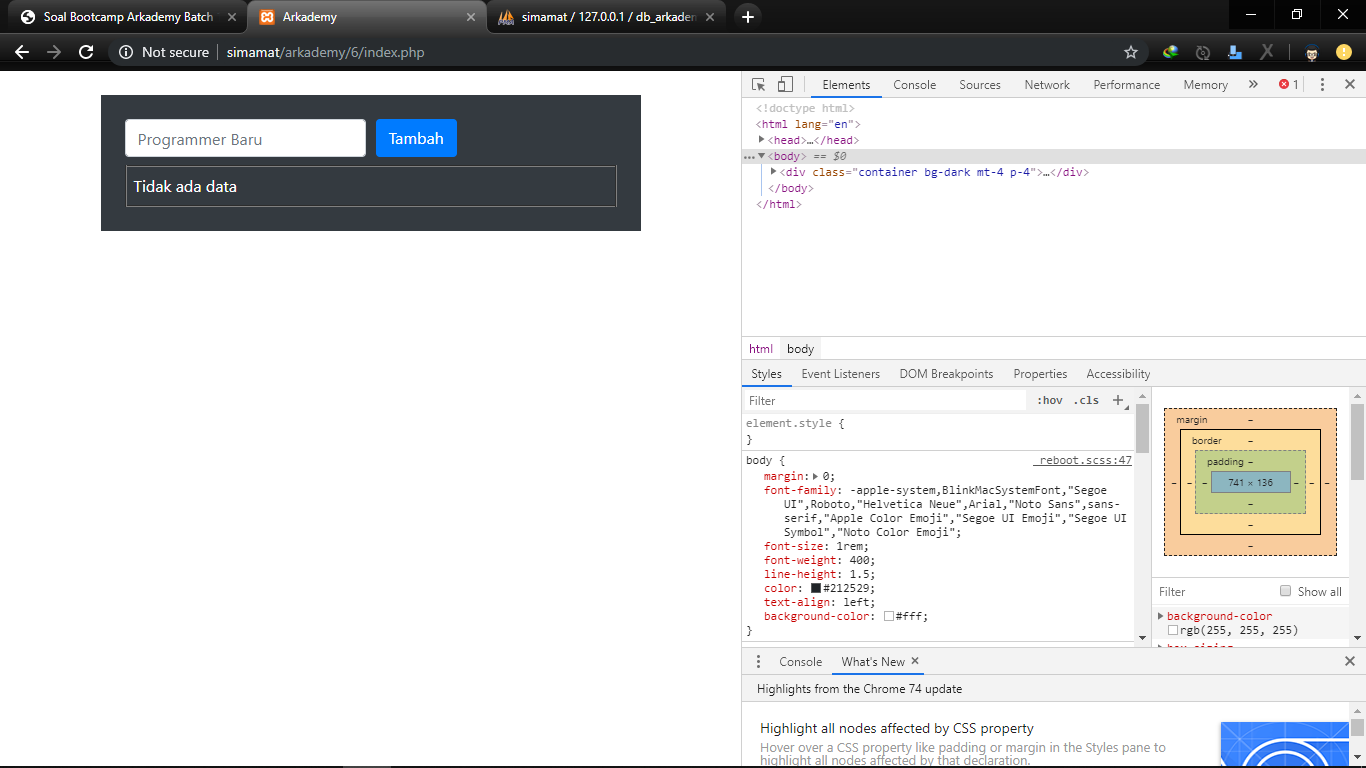 Soal Bootcamp Arkademy Batch
Arkademy
simamat / 127.0.0.1 / db_arkadem
Not secure
simamat/arkademy/6/index.php
Programmer Baru
Tambah
Tidak ada data
Elements Console Sources Network Performance Memory » 1
<!doctype html>
<html lang="en">
<head>…</head>
… <body> == $0
<div class="container bg-dark mt-4 p-4">…</div>
</body>
</html>
html body
Styles Event Listeners DOM Breakpoints Properties Accessibility
Filter :hov .cls +
element.style {
}
body { _reboot.scss:47
margin: 0;
font-family: -apple-system,BlinkMacSystemFont,"Segoe
UI",Roboto,"Helvetica Neue",Arial,"Noto Sans",sans-
serif,"Apple Color Emoji","Segoe UI Emoji","Segoe UI
Symbol","Noto Color Emoji";
font-size: 1rem;
font-weight: 400;
line-height: 1.5;
color: #212529;
text-align: left;
background-color: #fff;
}
margin –
border –
padding –
– – – 741 × 136 – – –
–
–
–
Filter Show all
background-color
rgb(255, 255, 255)
Console What's New
Highlights from the Chrome 74 update
Highlight all nodes affected by CSS property
Hover over a CSS property like padding or margin in the Styles pane to
highlight all nodes affected by that declaration.